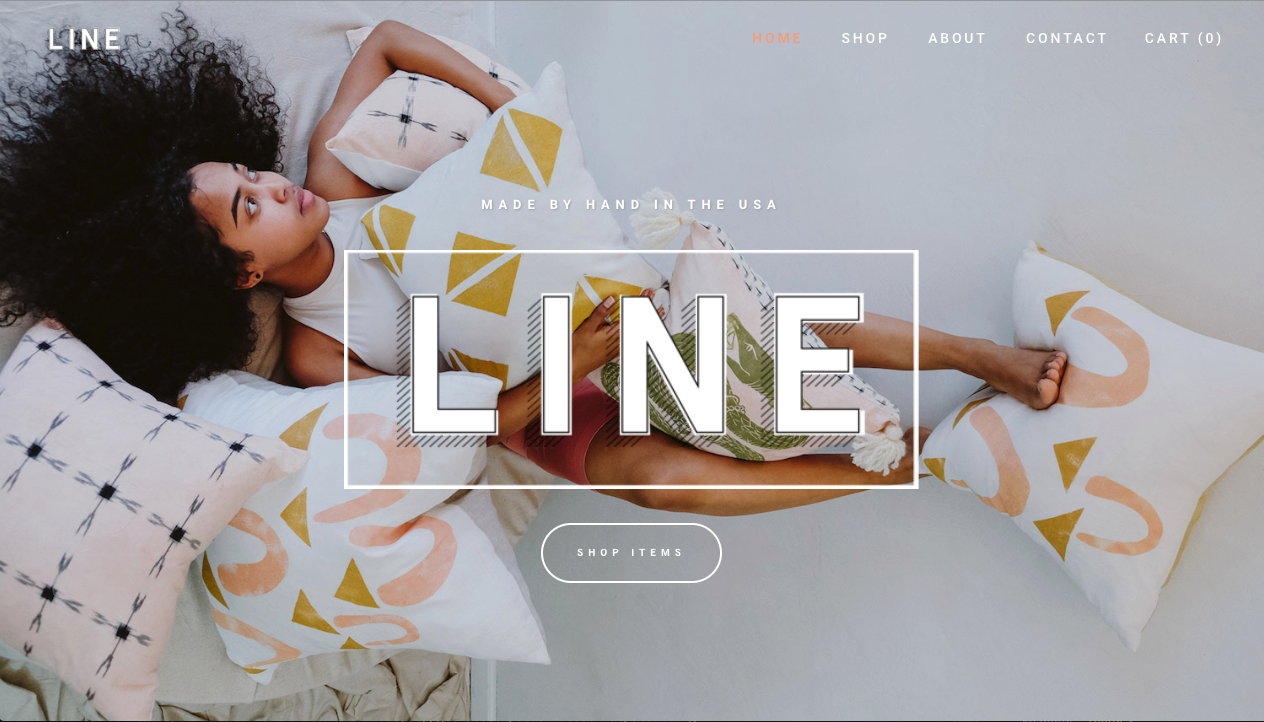 LINE
HOME SHOP ABOUT CONTACT CART (0)
MADE BY HAND IN THE USA
LINE
SHOP ITEMS